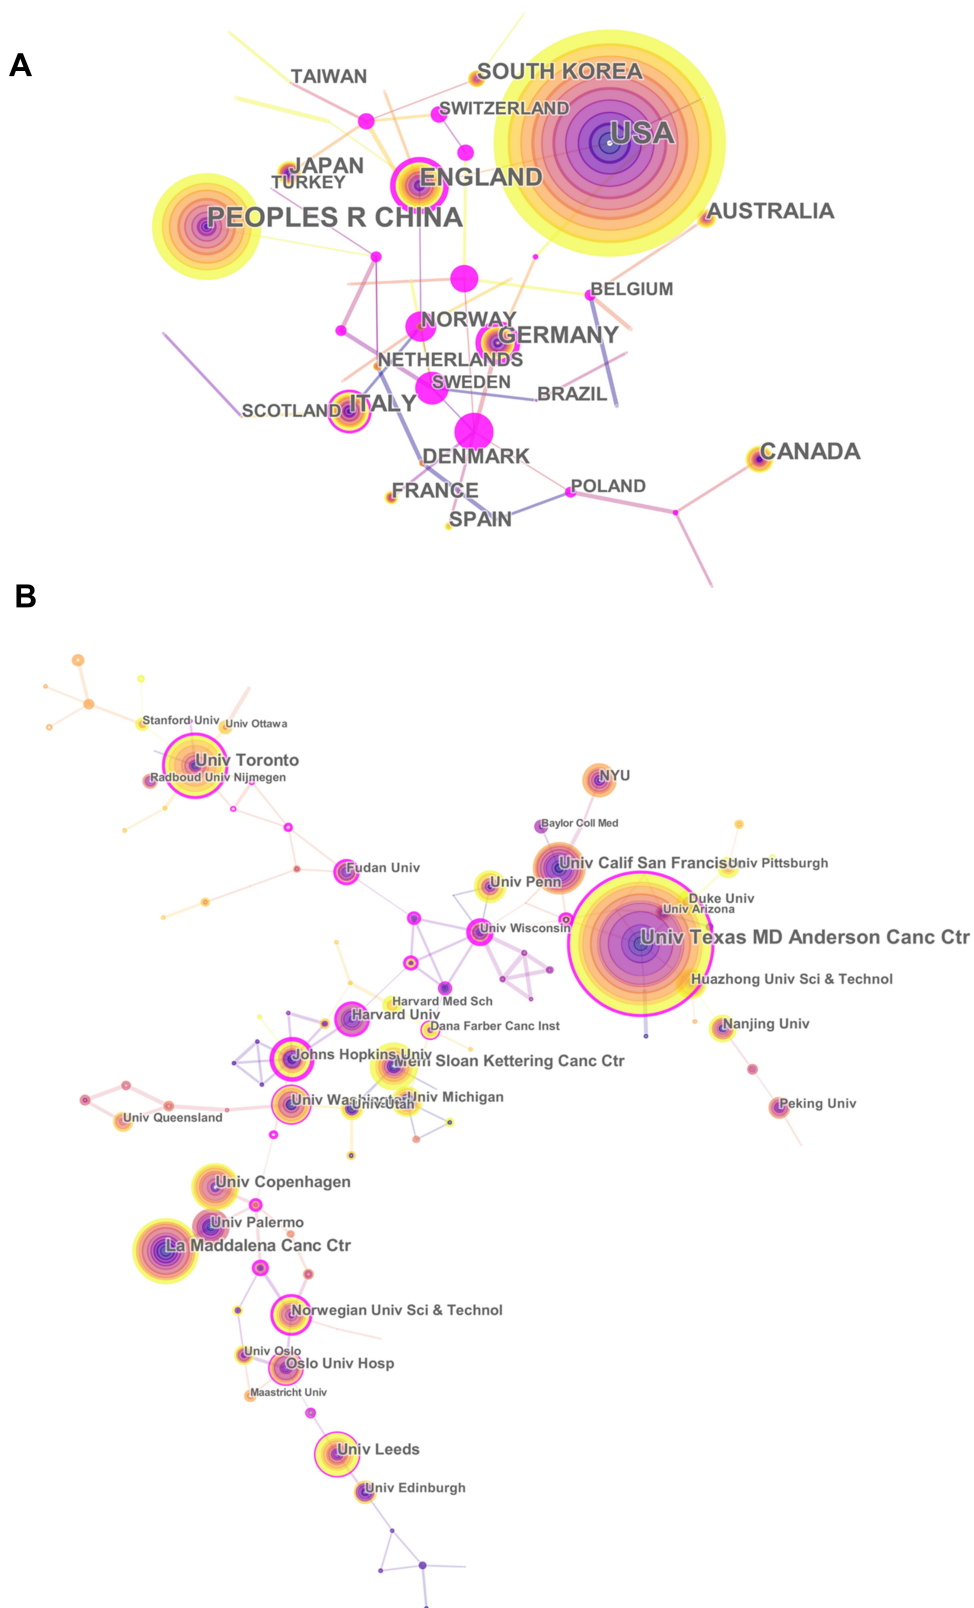 A
TAIWAN
SOUTH KOREA
SWITZERLAND
USA
JAPAN
TURKEY
ENGLAND
PEOPLES R CHINA
AUSTRALIA
BELGIUM
NORWAY
GERMANY
NETHERLANDS
SWEDEN
BRAZIL
SCOTLAND
ITALY
DENMARK
CANADA
FRANCE
POLAND
SPAIN
B
Stanford Univ
Univ Ottawa
Univ Toronto
Radboud Univ Nijmegen
NYU
Baylor Coll Med
Fudan Univ
Univ Calif San Francis
Univ Pittsburgh
Univ Penn
Duke Univ
Univ Arizona
Univ Wisconsin
Univ Texas MD Anderson Canc Ctr
Huazhong Univ Sci & Technol
Harvard Med Sch
Harvard Univ
Dana Farber Canc Inst
Nanjing Univ
Johns Hopkins Univ
Mem Sloan Kettering Canc Ctr
Univ Washington
Univ Utah
Univ Michigan
Peking Univ
Univ Queensland
Univ Copenhagen
Univ Palermo
La Maddalena Canc Ctr
Norwegian Univ Sci & Technol
Univ Oslo
Oslo Univ Hosp
Maastricht Univ
Univ Leeds
Univ Edinburgh